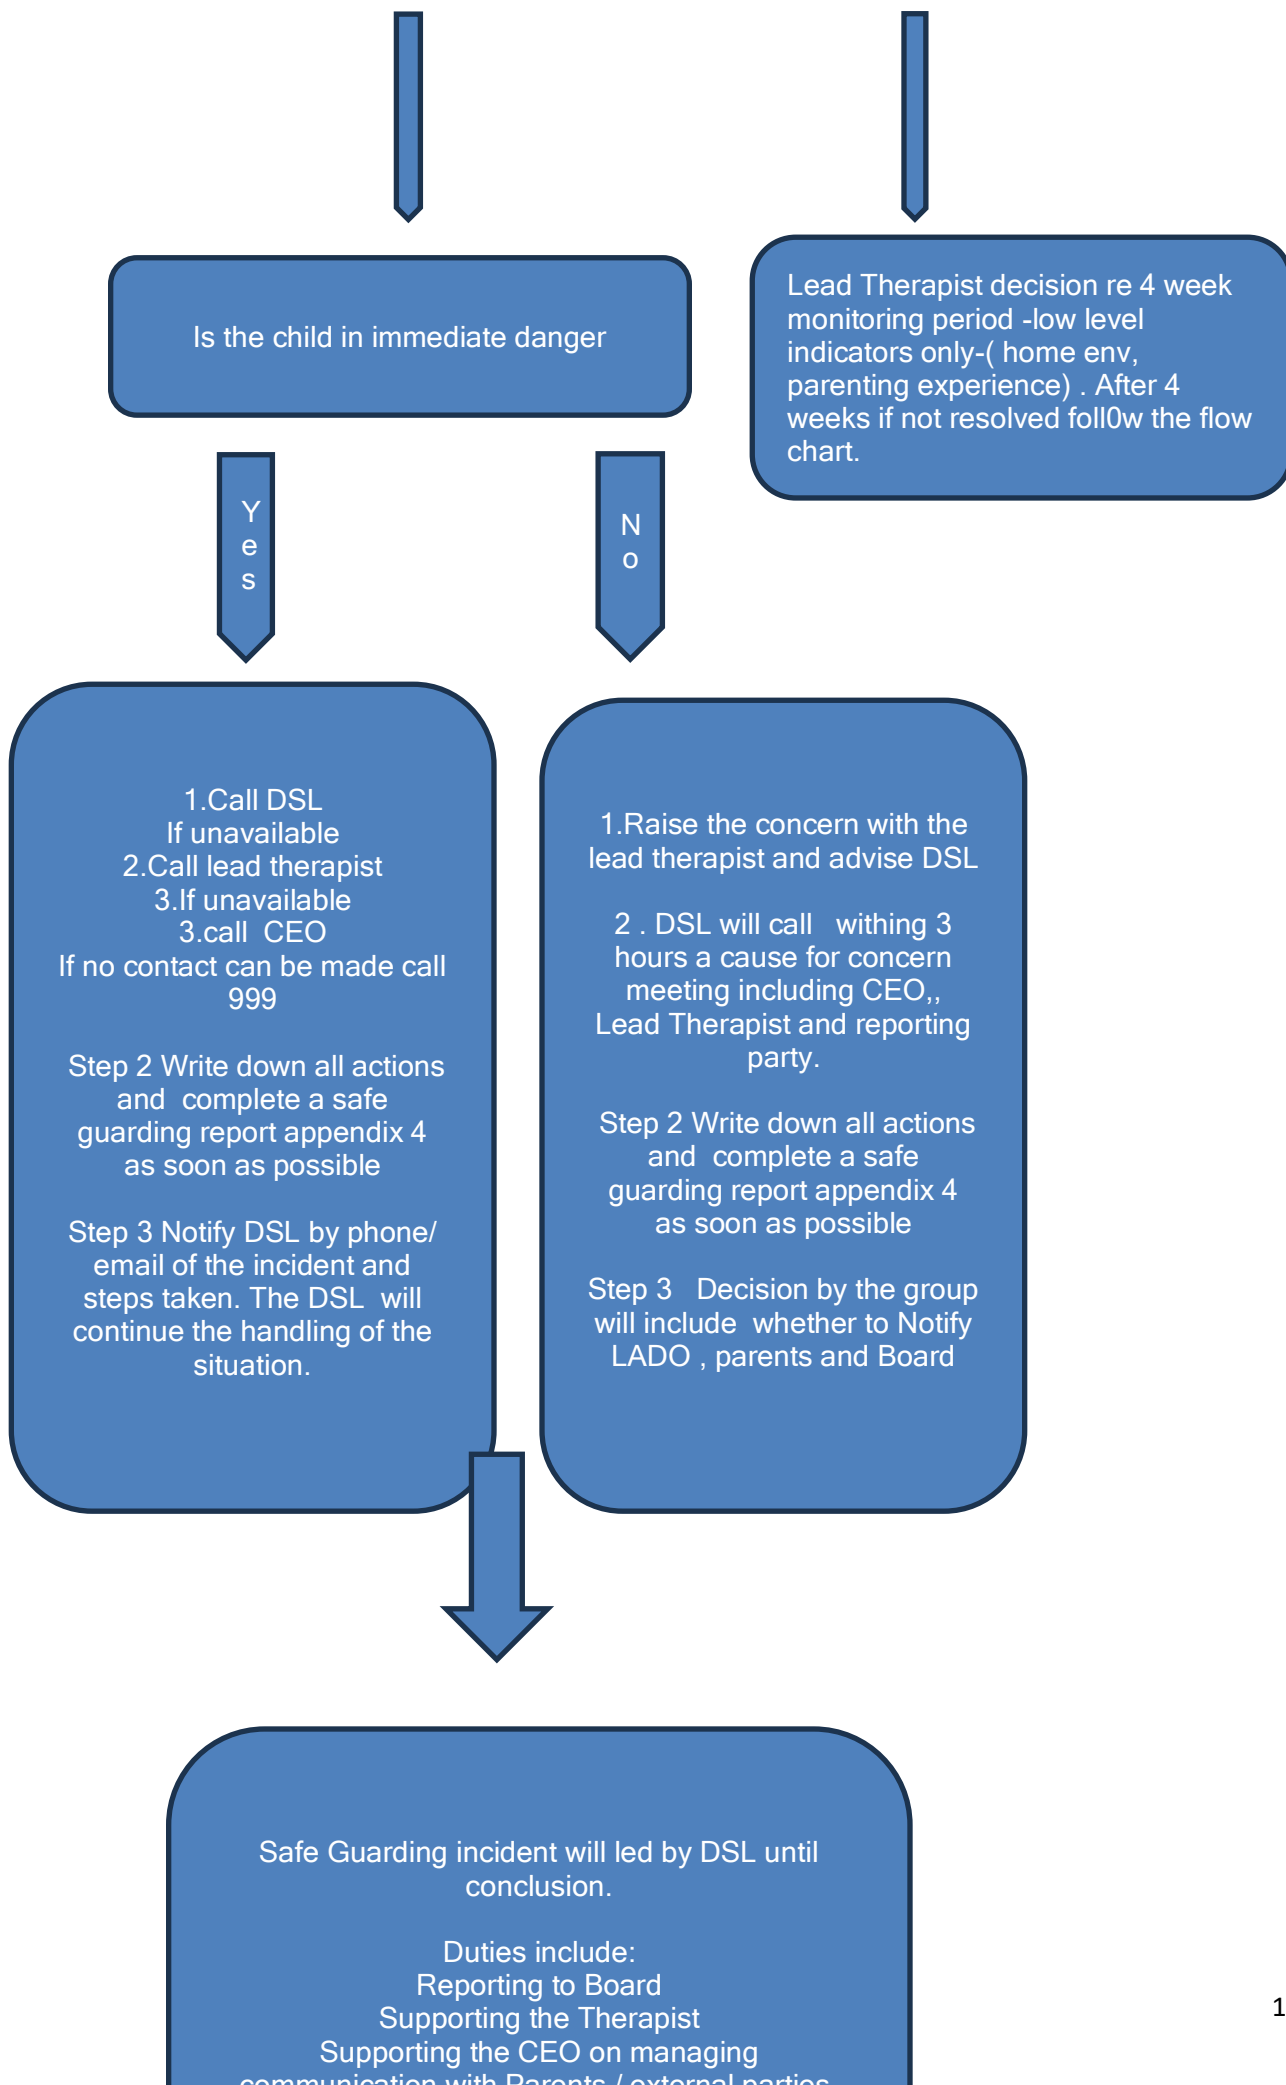 Is the child in immediate danger
Lead Therapist decision re 4 week
monitoring period -low level
indicators only-( home env,
parenting experience) . After 4
weeks if not resolved foll0w the flow
chart.
Y
e
s
N
o
1.Call DSL
If unavailable
2.Call lead therapist
3.If unavailable
3.call CEO
If no contact can be made call
999
Step 2 Write down all actions
and complete a safe
guarding report appendix 4
as soon as possible
Step 3 Notify DSL by phone/
email of the incident and
steps taken. The DSL will
continue the handling of the
situation.
1.Raise the concern with the
lead therapist and advise DSL
2 . DSL will call withing 3
hours a cause for concern
meeting including CEO,,
Lead Therapist and reporting
party.
Step 2 Write down all actions
and complete a safe
guarding report appendix 4
as soon as possible
Step 3 Decision by the group
will include whether to Notify
LADO , parents and Board
Safe Guarding incident will led by DSL until
conclusion.
Duties include:
Reporting to Board
Supporting the Therapist
Supporting the CEO on managing
communication with Parents / external parties
1